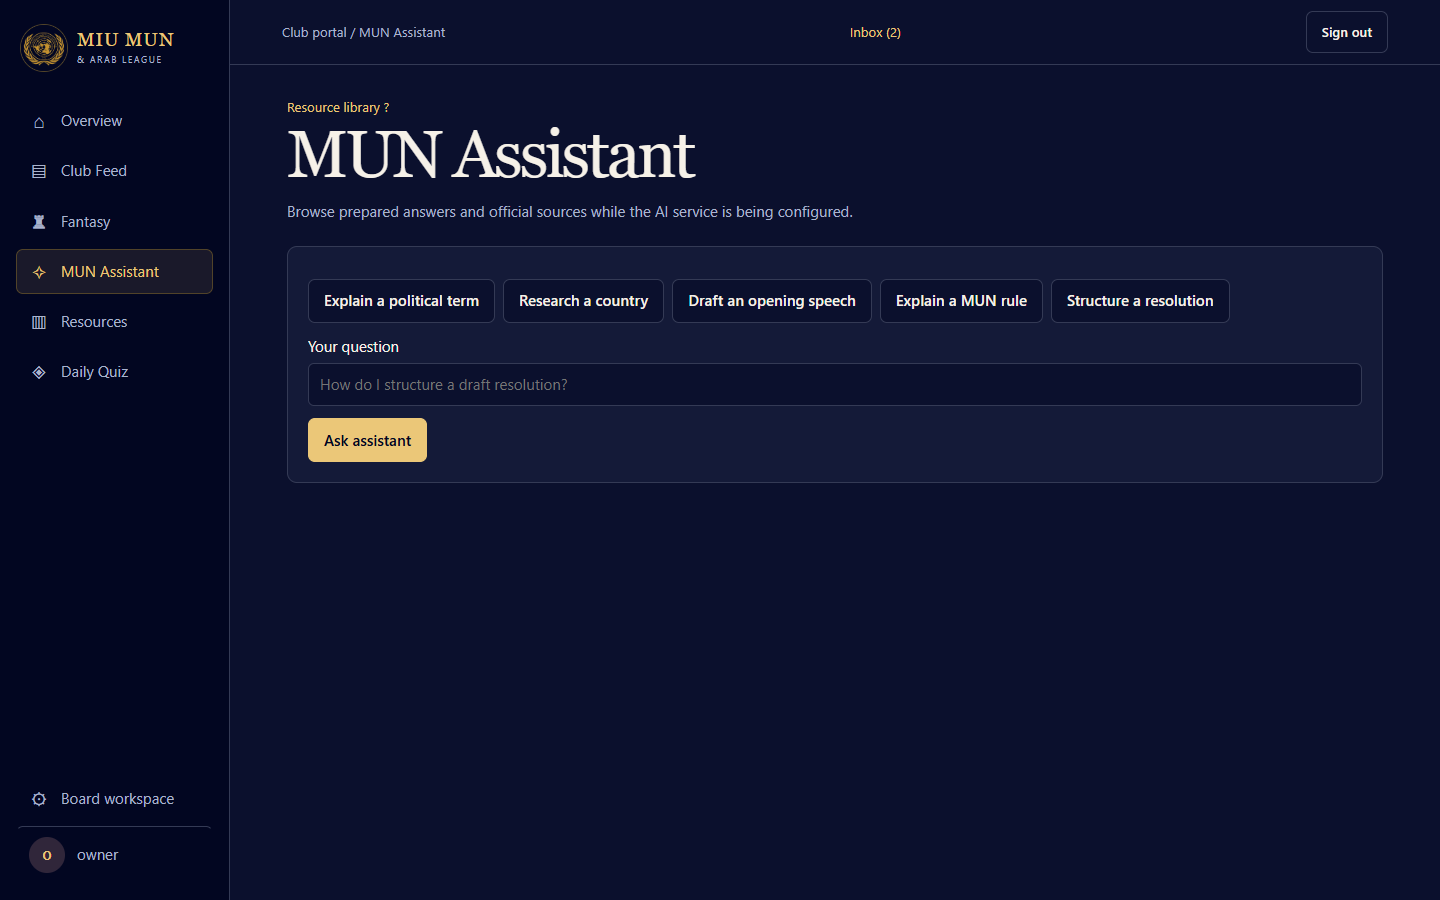 MIU MUN
& ARAB LEAGUE
Overview
Club Feed
Fantasy
MUN Assistant
Resources
Daily Quiz
Board workspace
O
owner
Club portal / MUN Assistant
Inbox (2)
Sign out
Resource library ?
MUN Assistant
Browse prepared answers and official sources while the AI service is being configured.
Explain a political term
Research a country
Draft an opening speech
Explain a MUN rule
Structure a resolution
Your question
How do I structure a draft resolution?
Ask assistant